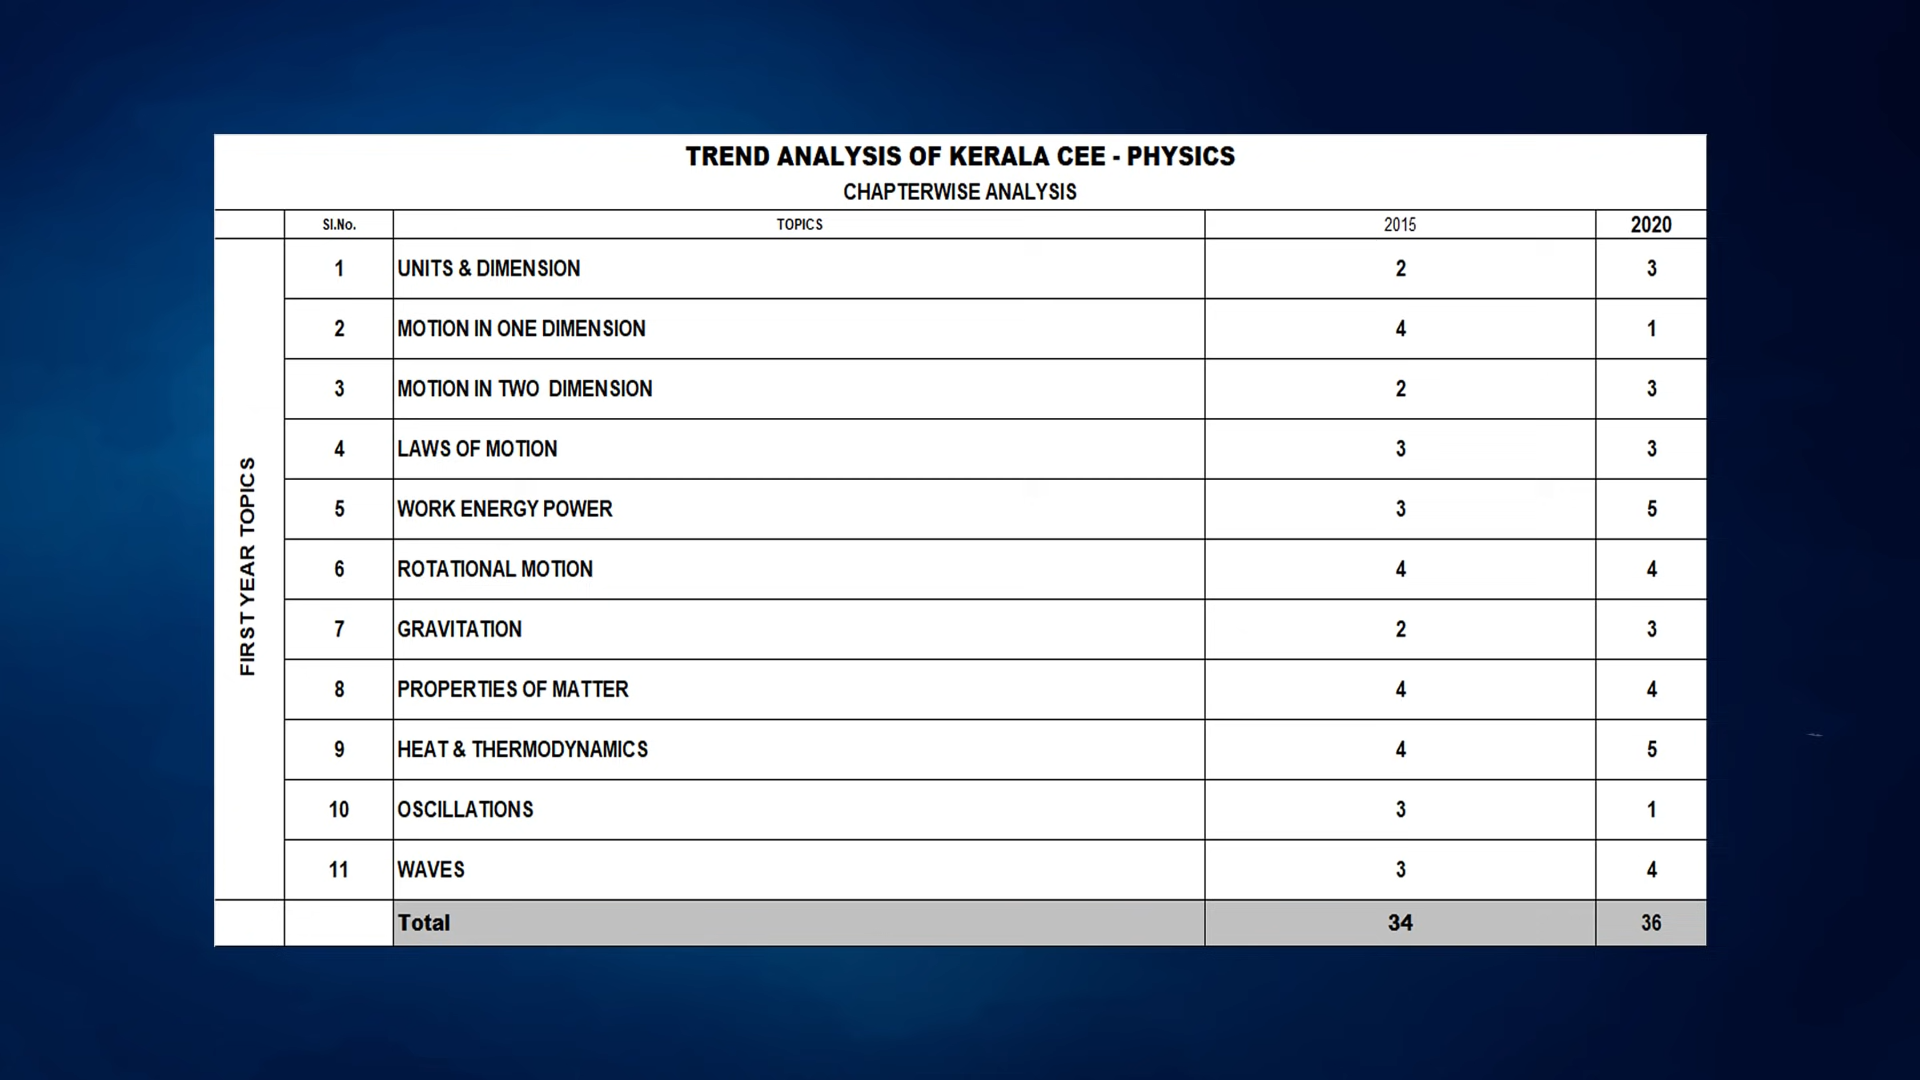 TREND ANALYSIS OF KERALA CEE - PHYSICS
CHAPTERWISE ANALYSIS
SI.No. TOPICS 2015 2020
FIRST YEAR TOPICS
1 UNITS & DIMENSION 2 3
2 MOTION IN ONE DIMENSION 4 1
3 MOTION IN TWO DIMENSION 2 3
4 LAWS OF MOTION 3 3
5 WORK ENERGY POWER 3 5
6 ROTATIONAL MOTION 4 4
7 GRAVITATION 2 3
8 PROPERTIES OF MATTER 4 4
9 HEAT & THERMODYNAMICS 4 5
10 OSCILLATIONS 3 1
11 WAVES 3 4
Total 34 36